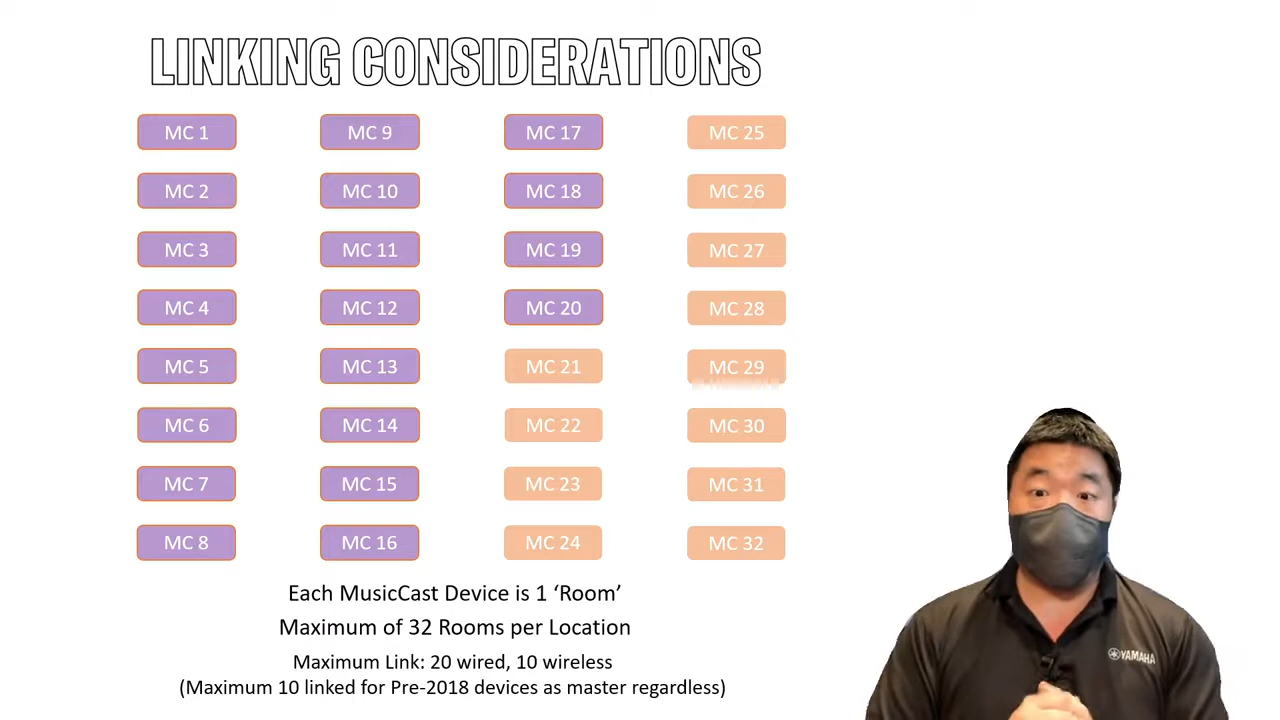 LINKING CONSIDERATIONS
MC 1
MC 9
MC 17
MC 25
MC 2
MC 10
MC 18
MC 26
MC 3
MC 11
MC 19
MC 27
MC 4
MC 12
MC 20
MC 28
MC 5
MC 13
MC 21
MC 29
MC 6
MC 14
MC 22
MC 30
MC 7
MC 15
MC 23
MC 31
MC 8
MC 16
MC 24
MC 32
Each MusicCast Device is 1 ‘Room’
Maximum of 32 Rooms per Location
Maximum Link: 20 wired, 10 wireless
(Maximum 10 linked for Pre-2018 devices as master regardless)
YAMAHA